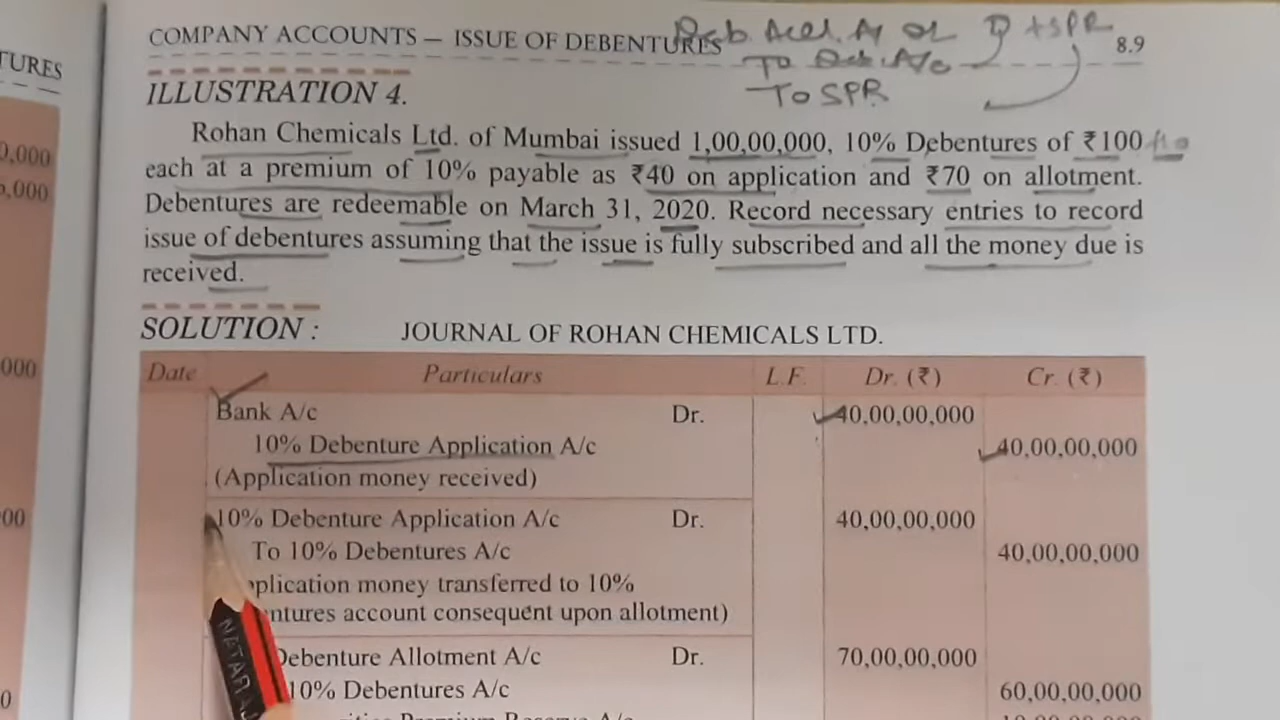 COMPANY ACCOUNTS — ISSUE OF DEBENTURES 8.9
To Deb. A/c
To SPR
TURES
ILLUSTRATION 4.
Rohan Chemicals Ltd. of Mumbai issued 1,00,00,000, 10% Debentures of ₹100
each at a premium of 10% payable as ₹40 on application and ₹70 on allotment.
Debentures are redeemable on March 31, 2020. Record necessary entries to record
issue of debentures assuming that the issue is fully subscribed and all the money due is
received.
SOLUTION : JOURNAL OF ROHAN CHEMICALS LTD.
Date Particulars L.F. Dr. (₹) Cr. (₹)
Bank A/c Dr. 40,00,00,000
10% Debenture Application A/c 40,00,00,000
(Application money received)
10% Debenture Application A/c Dr. 40,00,00,000
To 10% Debentures A/c 40,00,00,000
plication money transferred to 10%
ntures account consequent upon allotment)
Debenture Allotment A/c Dr. 70,00,00,000
10% Debentures A/c 60,00,00,000
NATARAJ